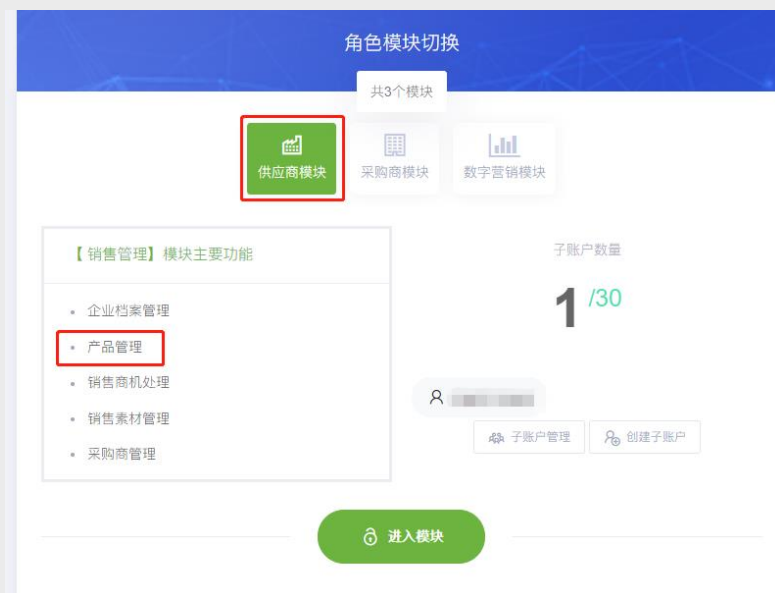 角色模块切换
共3个模块
供应商模块
采购商模块
数字营销模块
【销售管理】模块主要功能
企业档案管理
产品管理
销售商机处理
销售素材管理
采购商管理
子账户数量
1 /30
子账户管理
创建子账户
进入模块